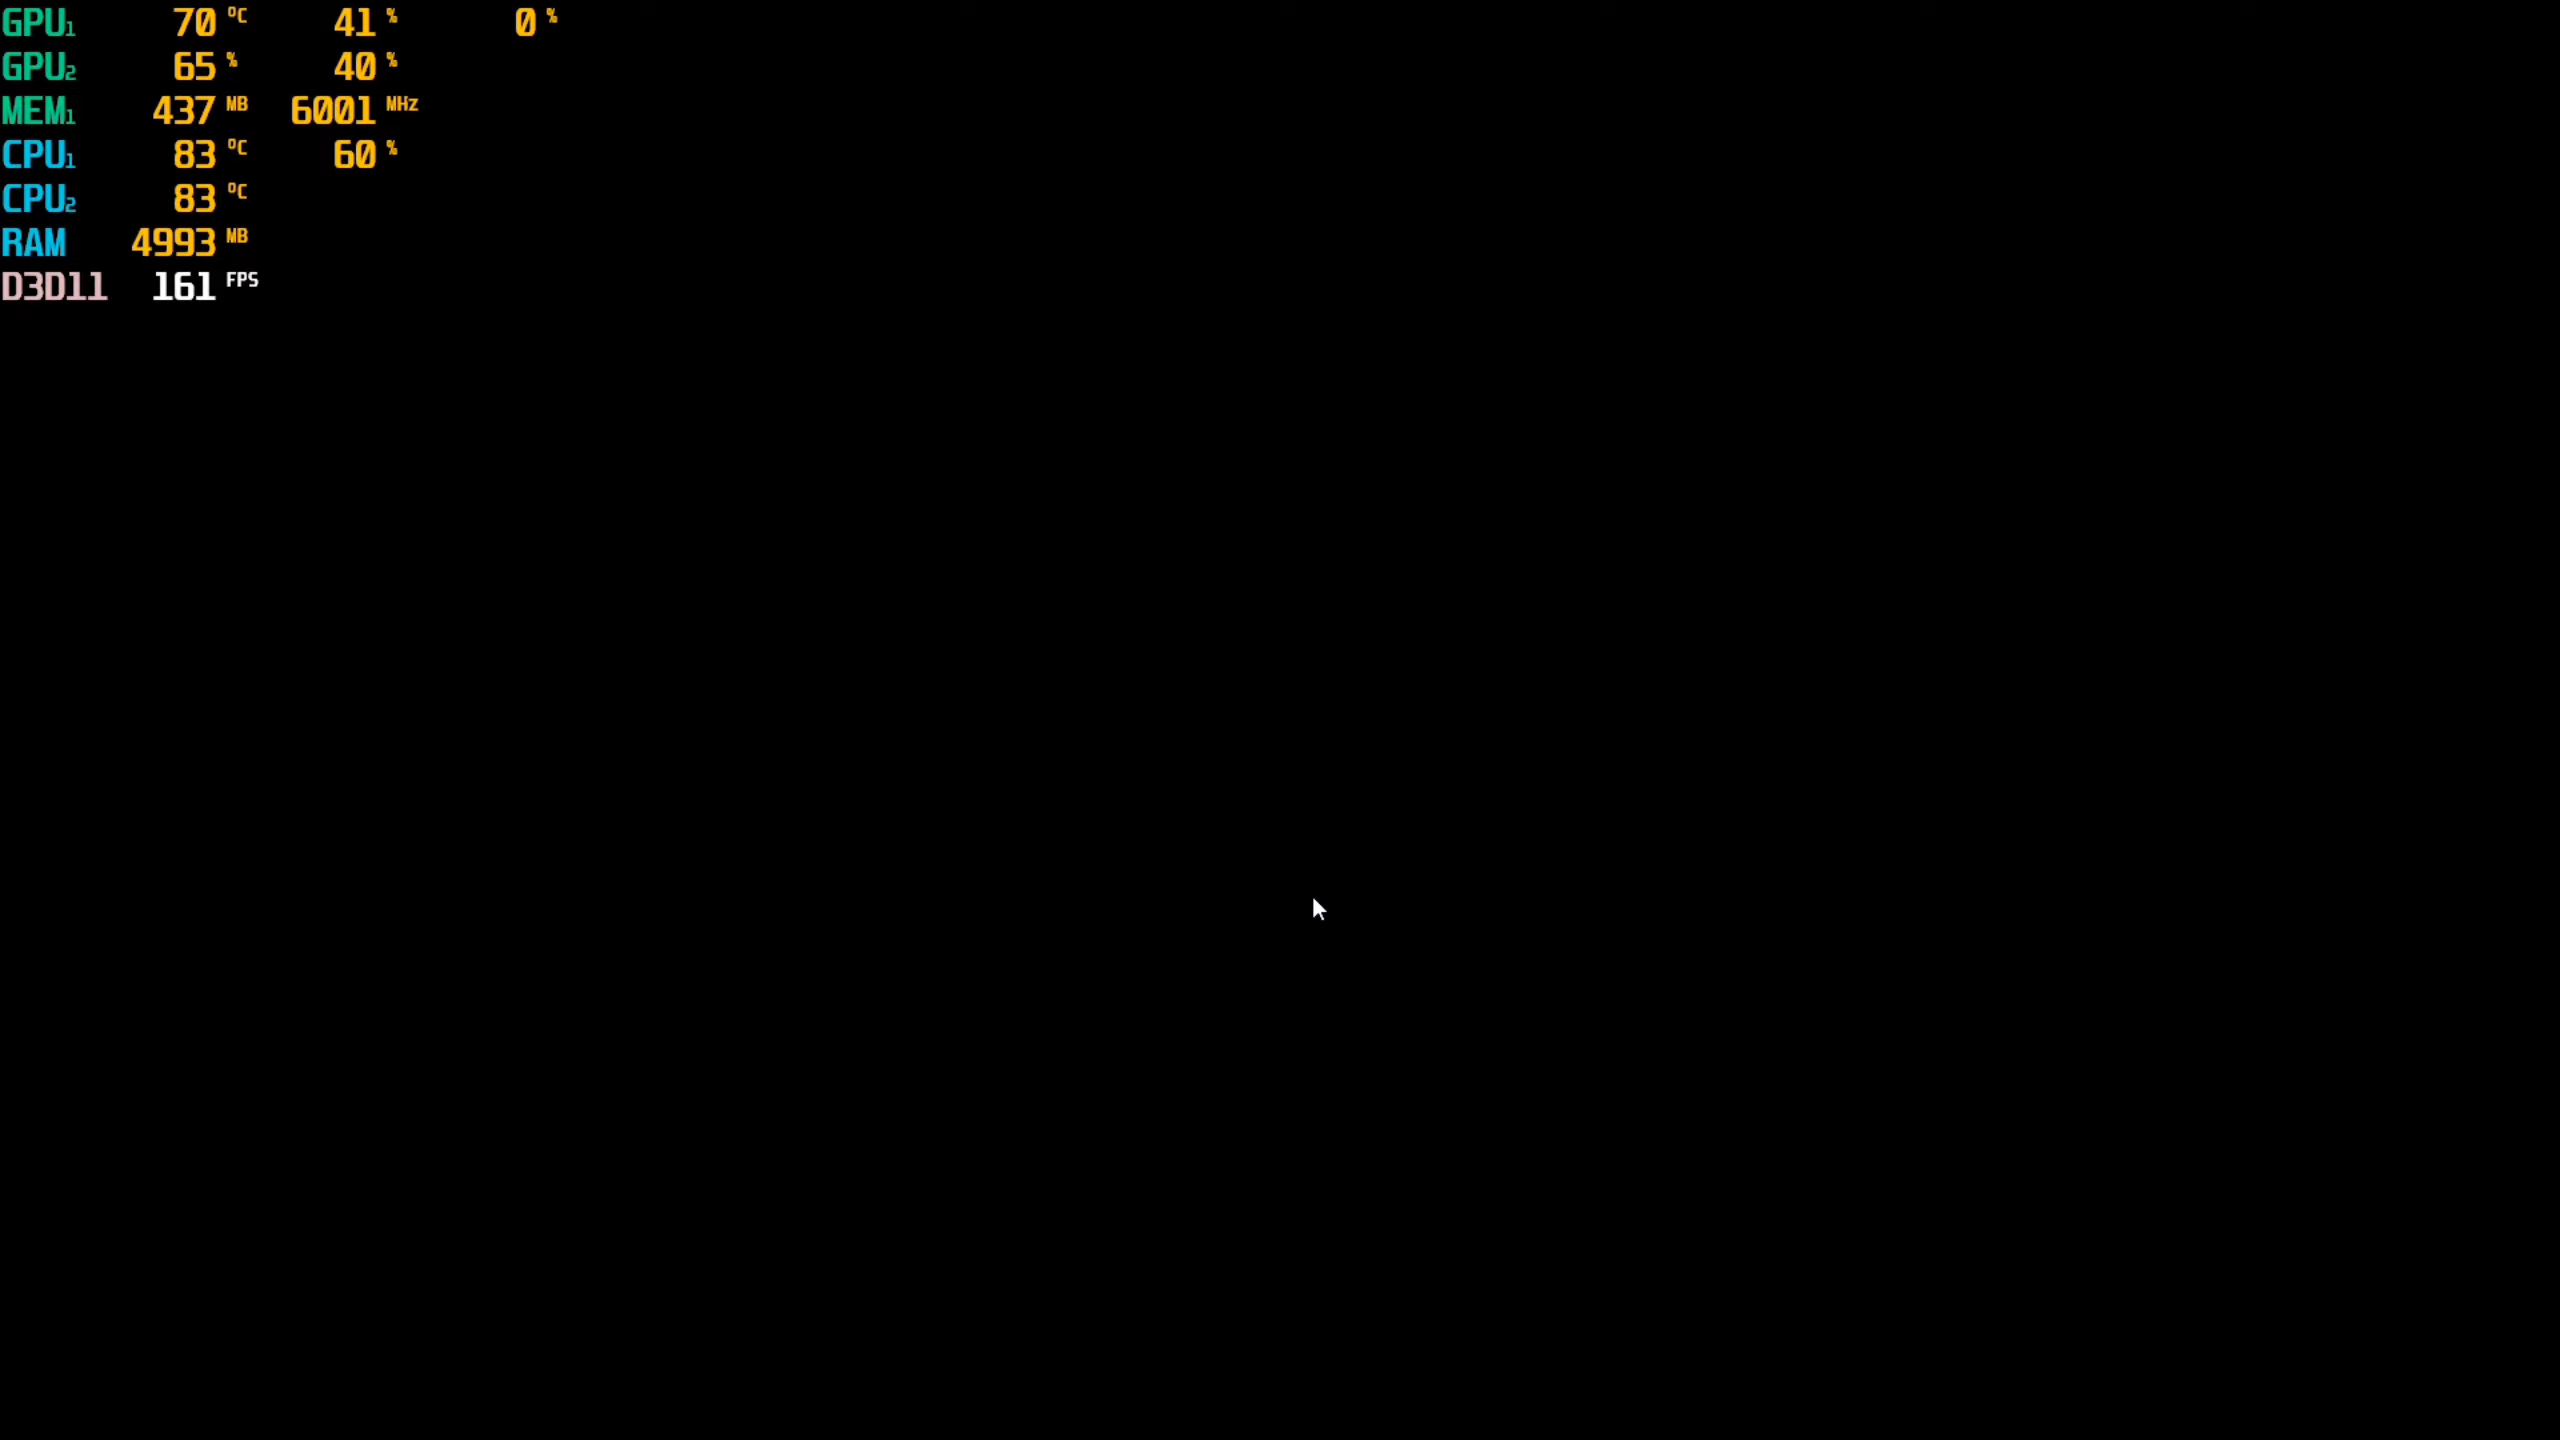 GPU1 70 °C 41 % 0 %
GPU2 65 % 40 %
MEM1 437 MB 6001 MHz
CPU1 83 °C 60 %
CPU2 83 °C
RAM 4993 MB
D3D11 161 FPS